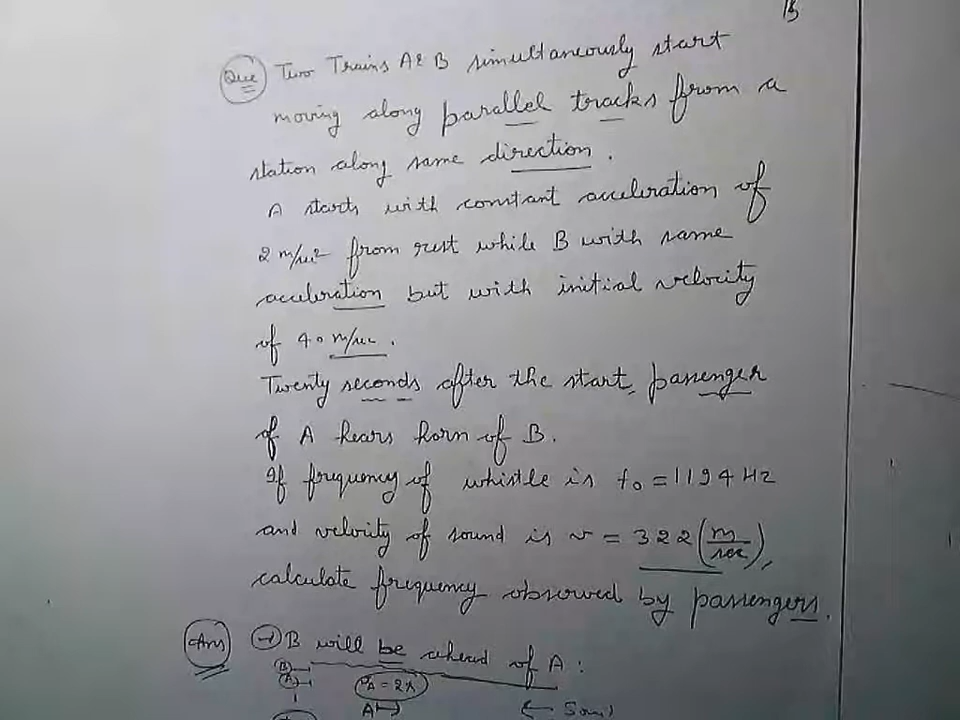 B
Que Two Trains A & B simultaneously start
moving along parallel tracks from a
station along same direction.
A starts with constant acceleration of
2 m/sec² from rest while B with same
acceleration but with initial velocity
of 40 m/sec.
Twenty seconds after the start, passenger
of A hears horn of B.
If frequency of whistle is f₀ = 1194 Hz
and velocity of sound is v = 322 (m/sec),
calculate frequency observed by passengers.
Ans → B will be ahead of A:
B
A
v_A = 2x
A
← Sound